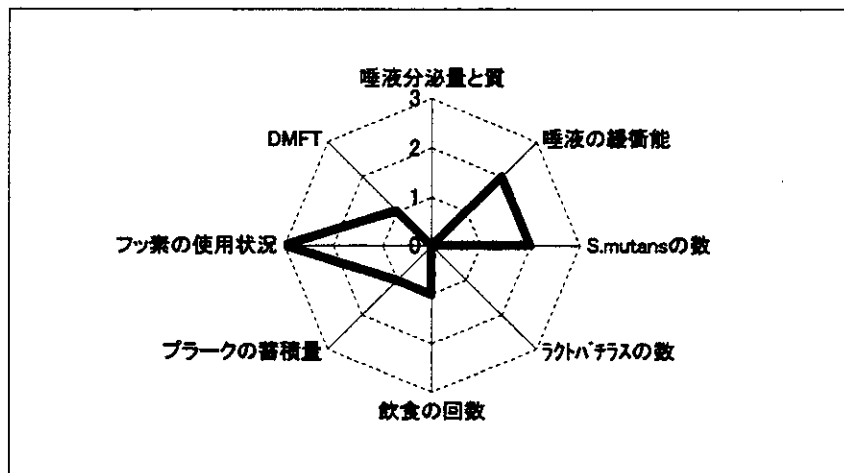 唾液分泌量と質
3
DMFT
2
唾液の緩衝能
1
フッ素の使用状況
0
S.mutansの数
プラークの蓄積量
ラクトバチラスの数
飲食の回数